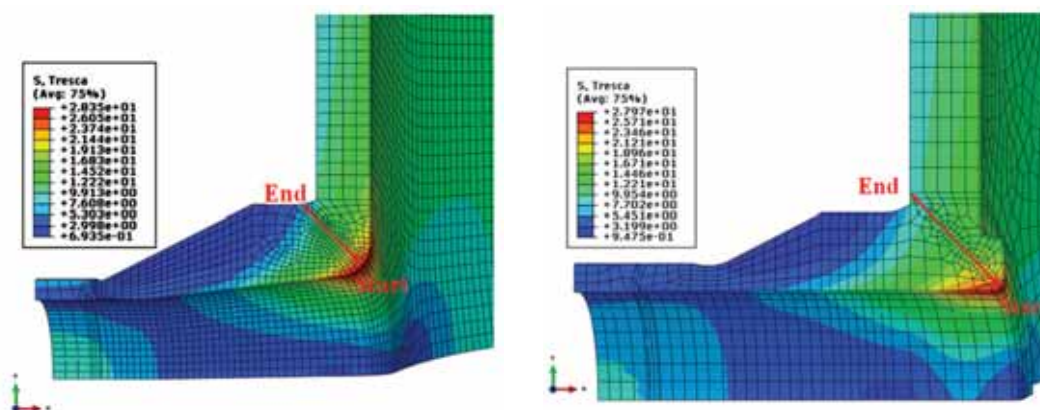 S, Tresca
(Avg: 75%)
+2.835e+01
+2.605e+01
+2.374e+01
+2.144e+01
+1.913e+01
+1.683e+01
+1.452e+01
+1.222e+01
+9.913e+00
+7.608e+00
+5.303e+00
+2.998e+00
+6.935e-01
End
Start
S, Tresca
(Avg: 75%)
+2.797e+01
+2.571e+01
+2.346e+01
+2.121e+01
+1.896e+01
+1.671e+01
+1.446e+01
+1.221e+01
+9.954e+00
+7.702e+00
+5.451e+00
+3.199e+00
+9.475e-01
End